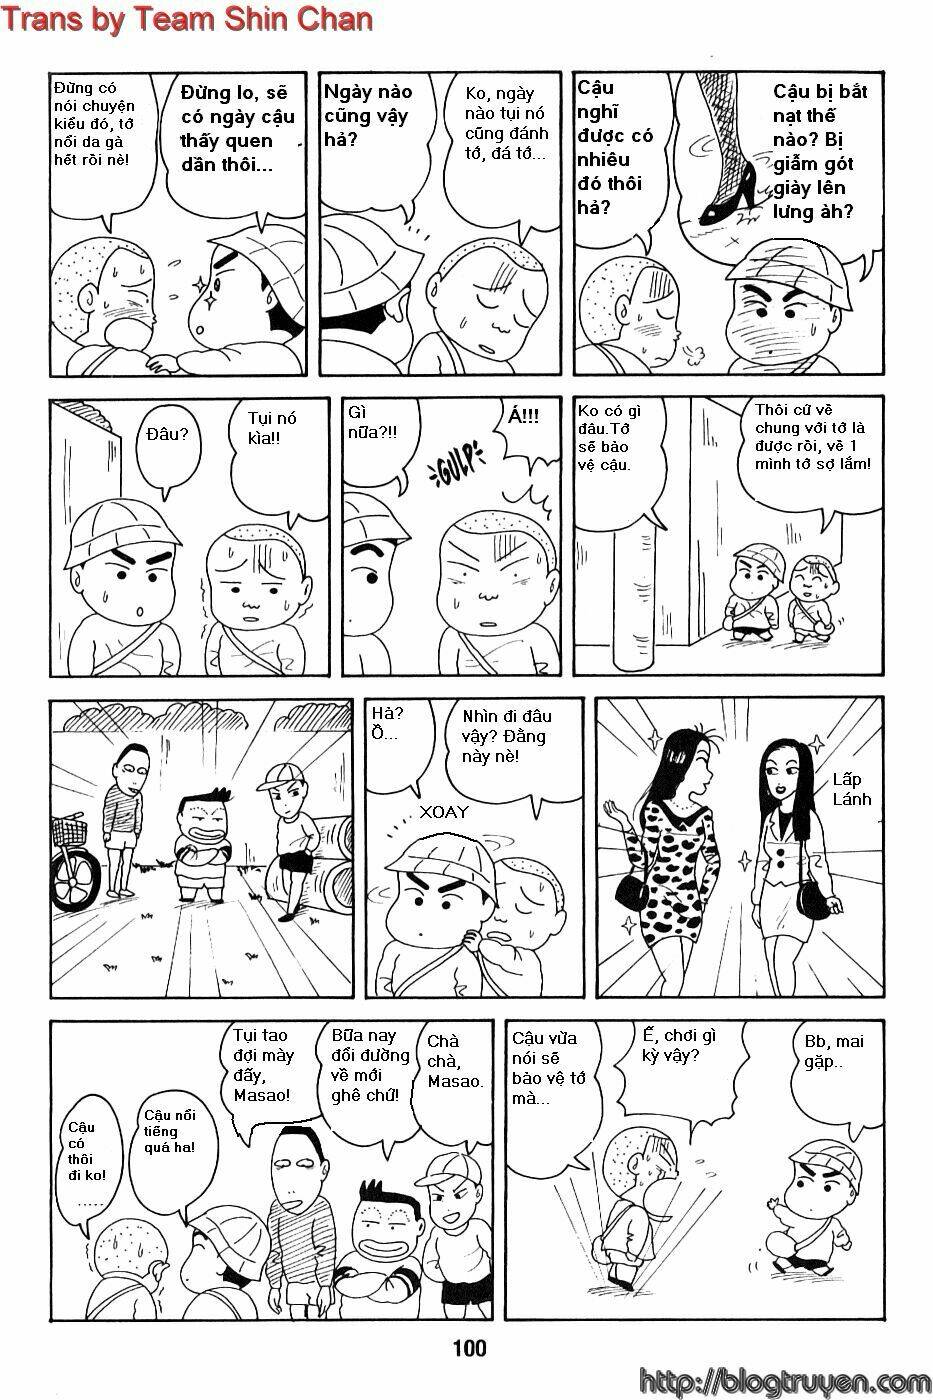 Trans by Team Shin Chan
Cậu bị bắt
nạt thế
nào? Bị
giẫm gót
giày lên
lưng àh?
Cậu
nghĩ
được có
nhiêu
đó thôi
hả?
Ko, ngày
nào tụi nó
cũng đánh
tớ, đá tớ...
Ngày nào
cũng vậy
hả?
Đừng lo, sẽ
có ngày cậu
thấy quen
dần thôi...
Đừng có
nói chuyện
kiểu đó, tớ
nổi da gà
hết rồi nè!
Thôi cứ về
chung với tớ là
được rồi, về 1
mình tớ sợ lắm!
Ko có gì
đâu.Tớ
sẽ bảo
vệ cậu.
Á!!!
GULP
Gì
nữa?!!
Tụi nó
kìa!!
Đâu?
Lấp
Lánh
Nhìn đi đâu
vậy? Đằng
này nè!
Hả?
Ồ...
XOAY
Chà
chà,
Masao.
Bữa nay
đổi đường
về mới
ghê chứ!
Tụi tao
đợi mày
đấy,
Masao!
Cậu nổi
tiếng
quá ha!
Cậu
có
thôi
đi ko!
......
Bb, mai
gặp..
Ế, chơi gì
kỳ vậy?
Cậu vừa
nói sẽ
bảo vệ tớ
mà...
100
http://blogtruyen.com